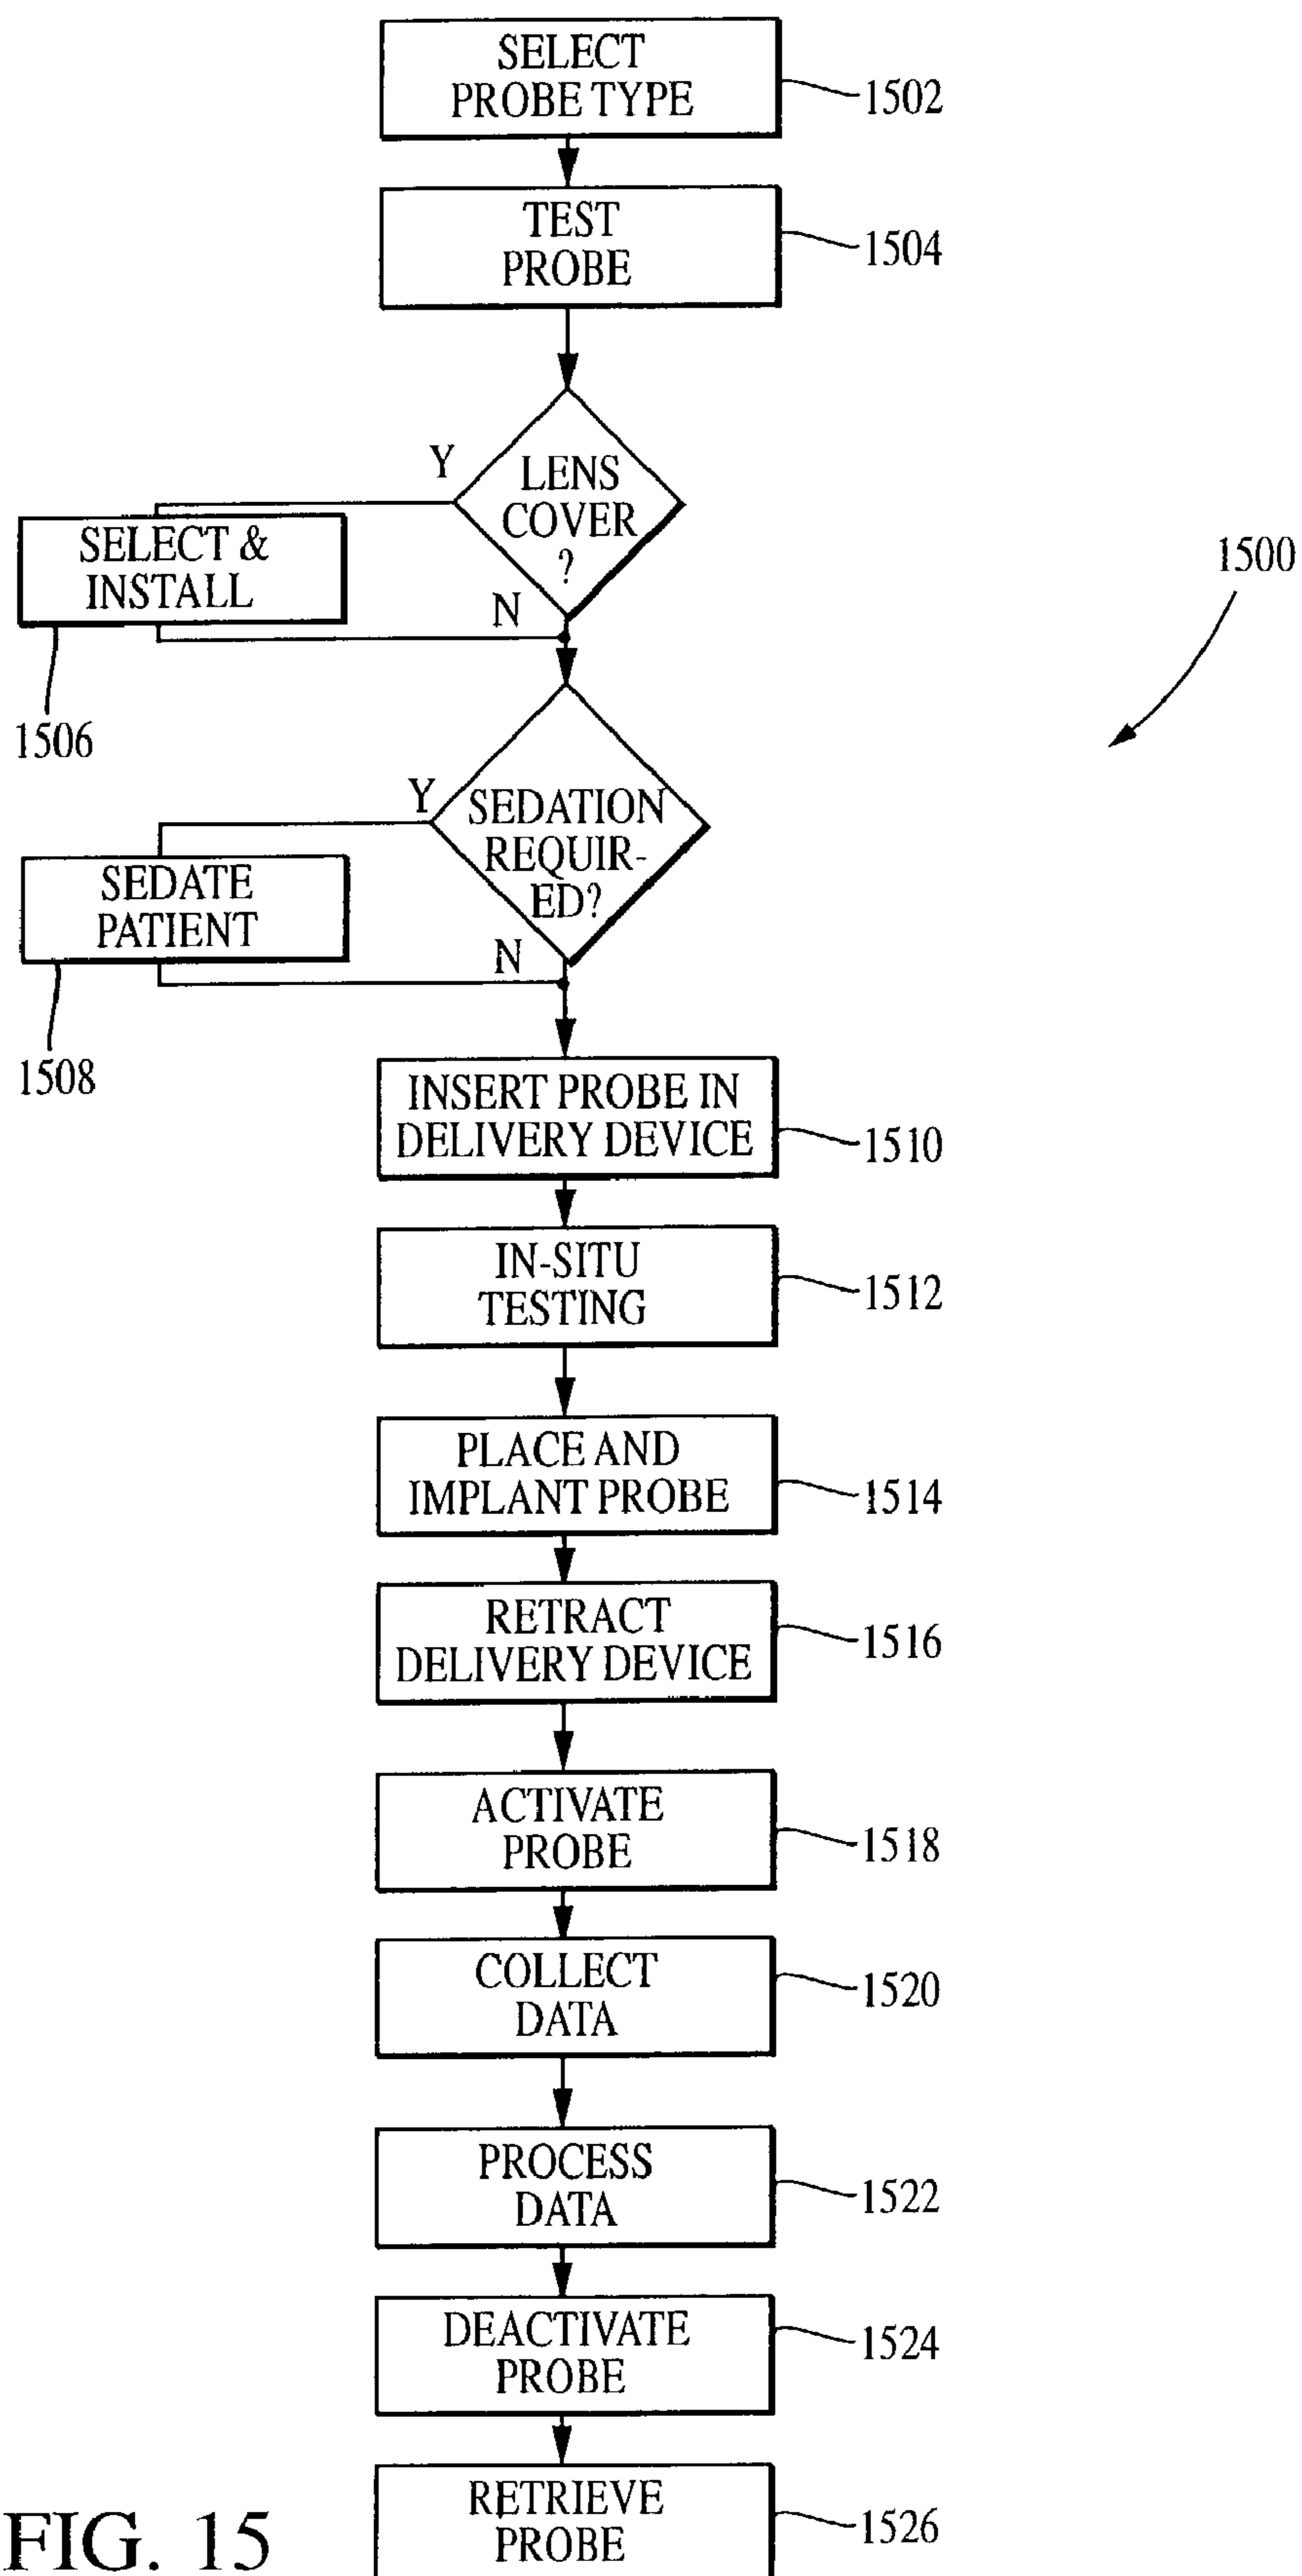 SELECT
PROBE TYPE
1502
TEST
PROBE
1504
Y
LENS
COVER
?
SELECT &
INSTALL
N
1500
1506
Y
SEDATION
REQUIR-
ED?
SEDATE
PATIENT
N
1508
INSERT PROBE IN
DELIVERY DEVICE
1510
IN-SITU
TESTING
1512
PLACE AND
IMPLANT PROBE
1514
RETRACT
DELIVERY DEVICE
1516
ACTIVATE
PROBE
1518
COLLECT
DATA
1520
PROCESS
DATA
1522
DEACTIVATE
PROBE
1524
RETRIEVE
PROBE
1526
FIG. 15